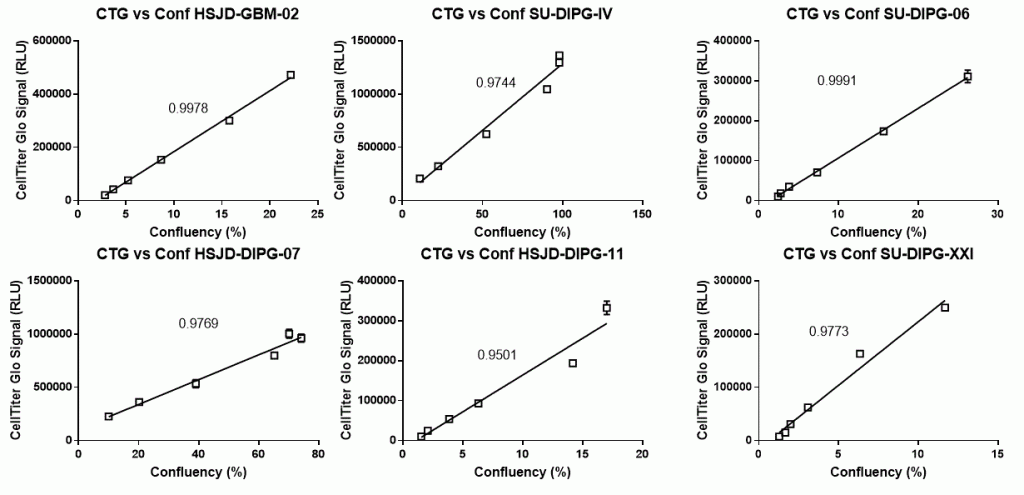 CTG vs Conf HSJD-GBM-02
CellTiter Glo Signal (RLU)
600000
400000
200000
0
0.9978
0 5 10 15 20 25
Confluency (%)
CTG vs Conf SU-DIPG-IV
CellTiter Glo Signal (RLU)
1500000
1000000
500000
0
0.9744
0 50 100 150
Confluency (%)
CTG vs Conf SU-DIPG-06
CellTiter Glo Signal (RLU)
400000
300000
200000
100000
0
0.9991
0 10 20 30
Confluency (%)
CTG vs Conf HSJD-DIPG-07
CellTiter Glo Signal (RLU)
1500000
1000000
500000
0
0.9769
0 20 40 60 80
Confluency (%)
CTG vs Conf HSJD-DIPG-11
CellTiter Glo Signal (RLU)
400000
300000
200000
100000
0
0.9501
0 5 10 15 20
Confluency (%)
CTG vs Conf SU-DIPG-XXI
CellTiter Glo Signal (RLU)
300000
200000
100000
0
0.9773
0 5 10 15
Confluency (%)